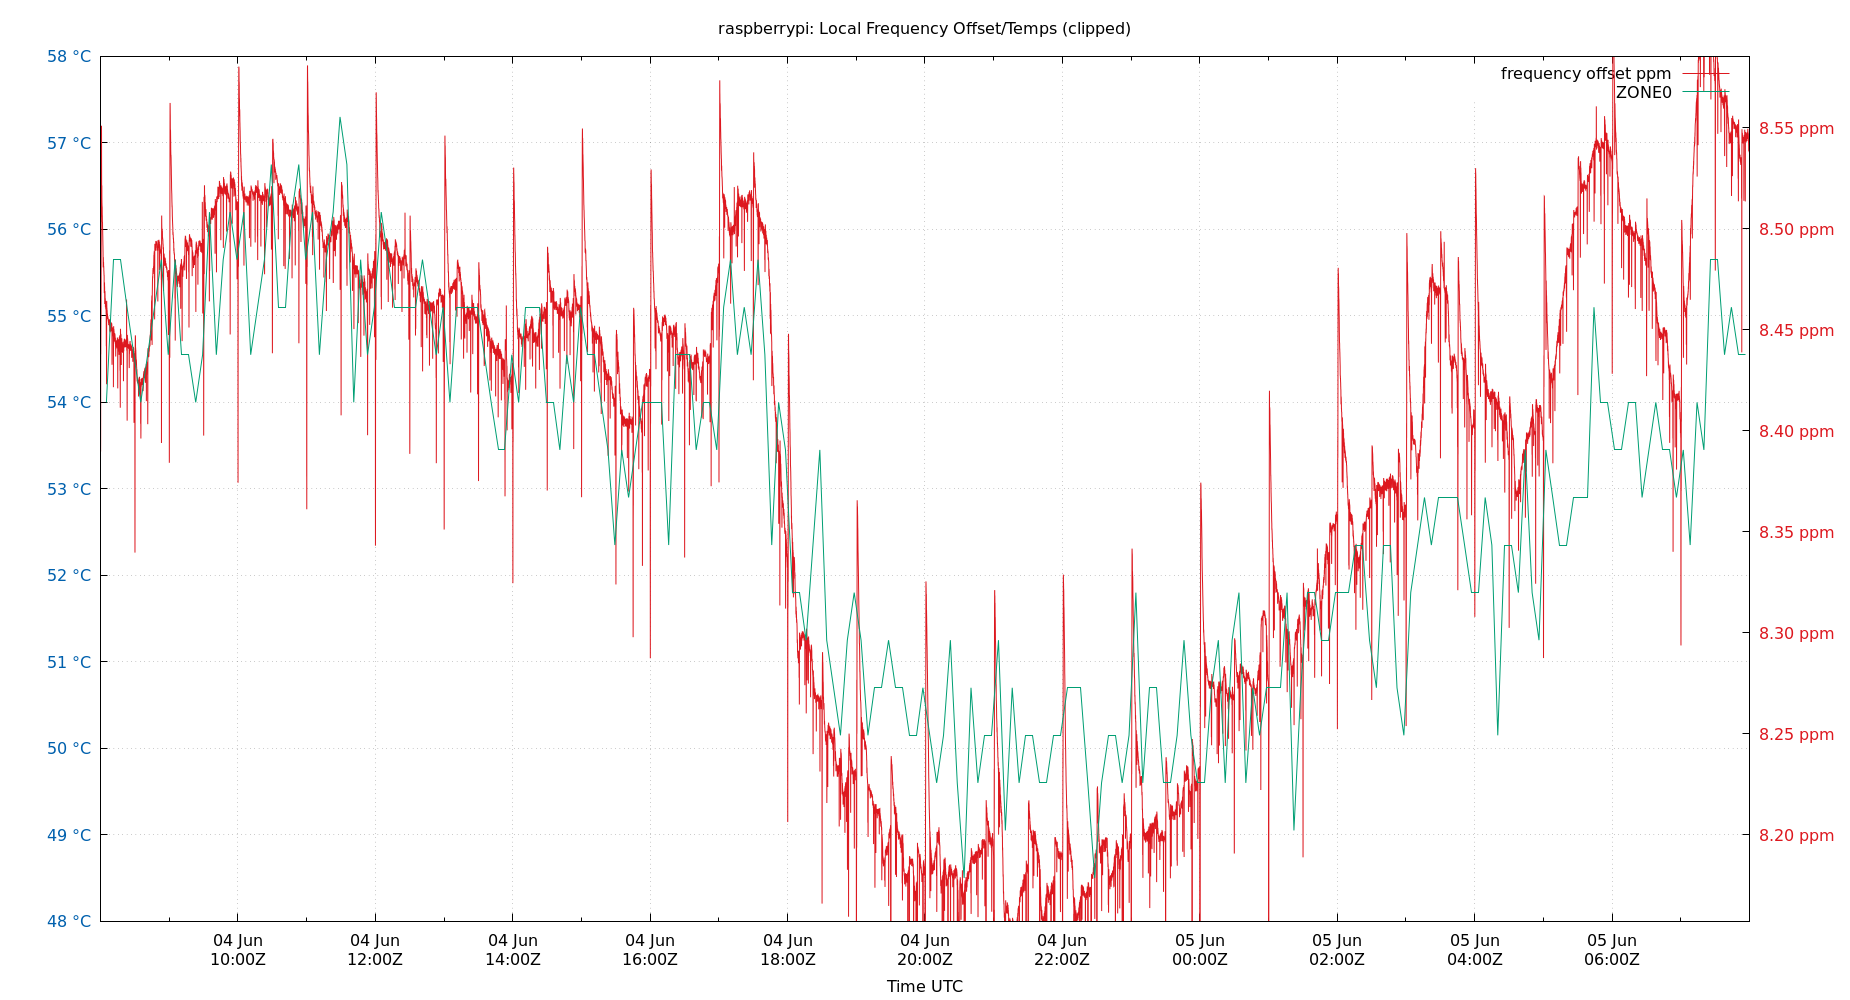 raspberrypi: Local Frequency Offset/Temps (clipped)
58 °C
57 °C
56 °C
55 °C
54 °C
53 °C
52 °C
51 °C
50 °C
49 °C
48 °C
frequency offset ppm
ZONE0
8.55 ppm
8.50 ppm
8.45 ppm
8.40 ppm
8.35 ppm
8.30 ppm
8.25 ppm
8.20 ppm
04 Jun 04 Jun 04 Jun 04 Jun 04 Jun 04 Jun 04 Jun 05 Jun 05 Jun 05 Jun 05 Jun
10:00Z 12:00Z 14:00Z 16:00Z 18:00Z 20:00Z 22:00Z 00:00Z 02:00Z 04:00Z 06:00Z
Time UTC